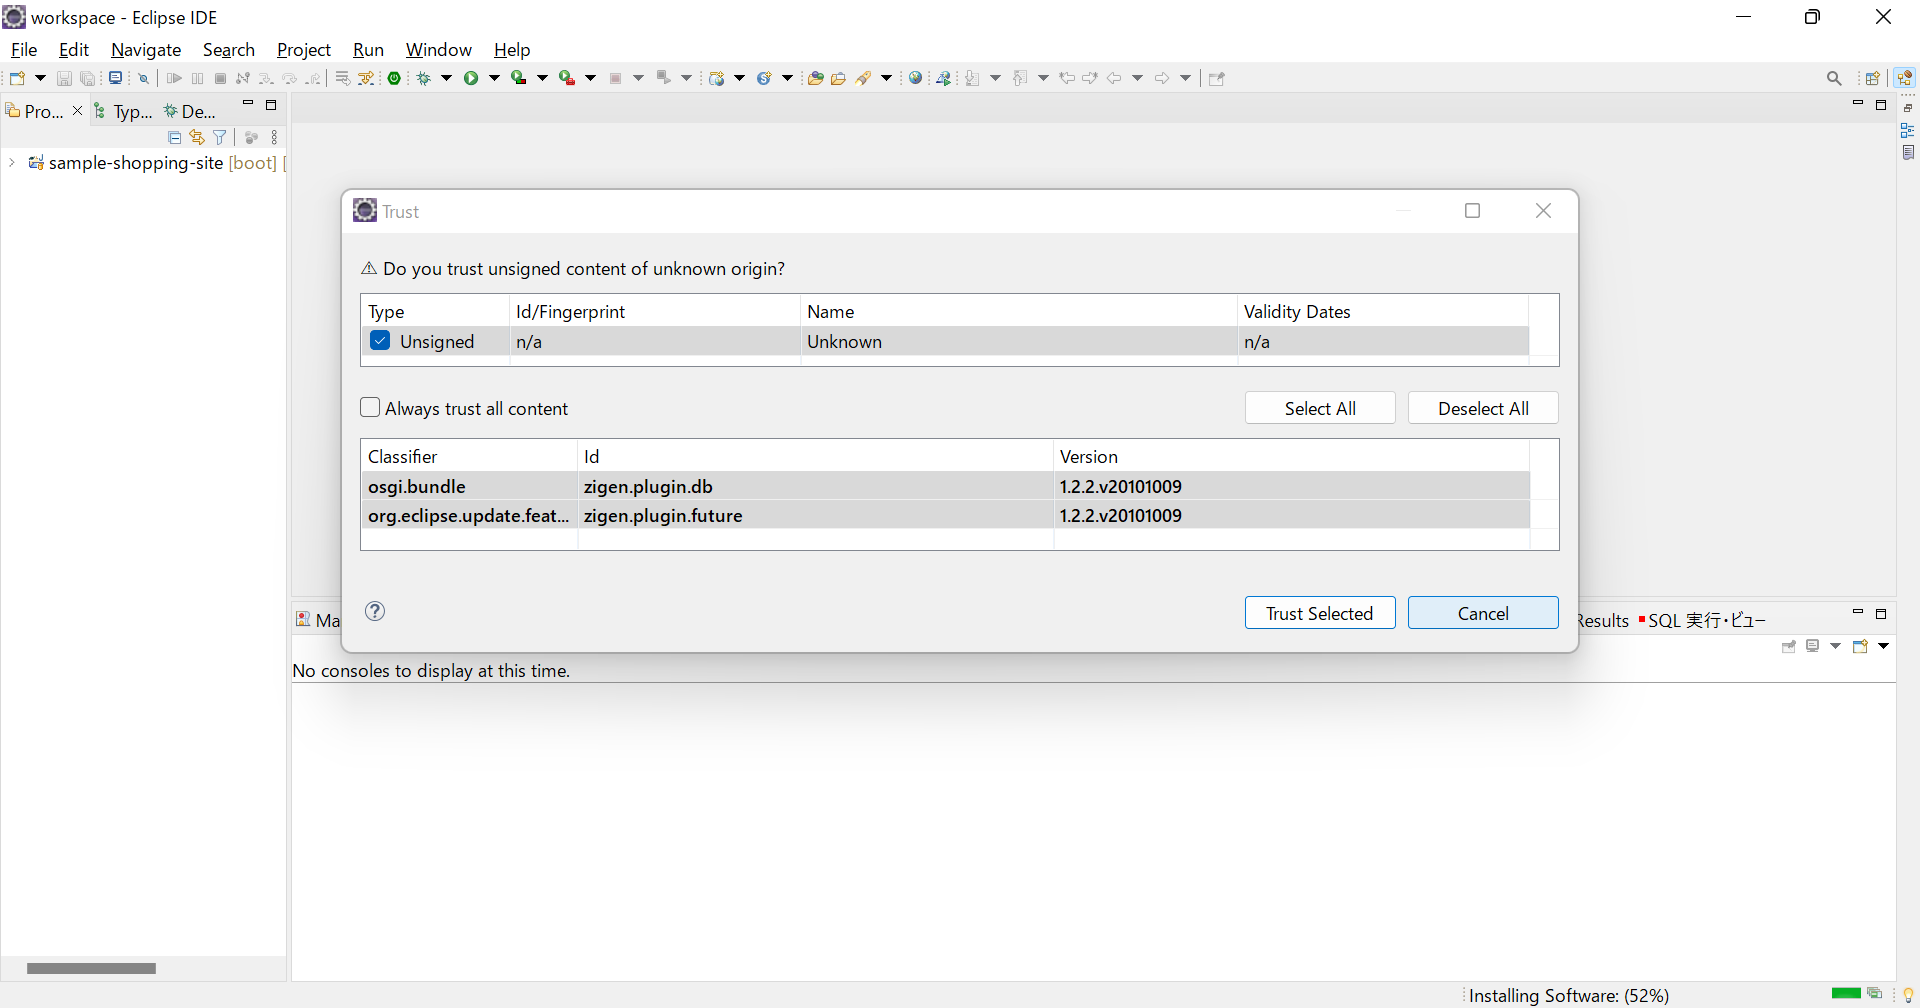 workspace - Eclipse IDE
File Edit Navigate Search Project Run Window Help
Pro... Typ... De...
sample-shopping-site [boot] [
Trust
Do you trust unsigned content of unknown origin?
Type Id/Fingerprint Name Validity Dates
Unsigned n/a Unknown n/a
Always trust all content
Select All Deselect All
Classifier Id Version
osgi.bundle zigen.plugin.db 1.2.2.v20101009
org.eclipse.update.feat... zigen.plugin.future 1.2.2.v20101009
Trust Selected Cancel
Ma Results SQL 実行・ビュー
No consoles to display at this time.
Installing Software: (52%)